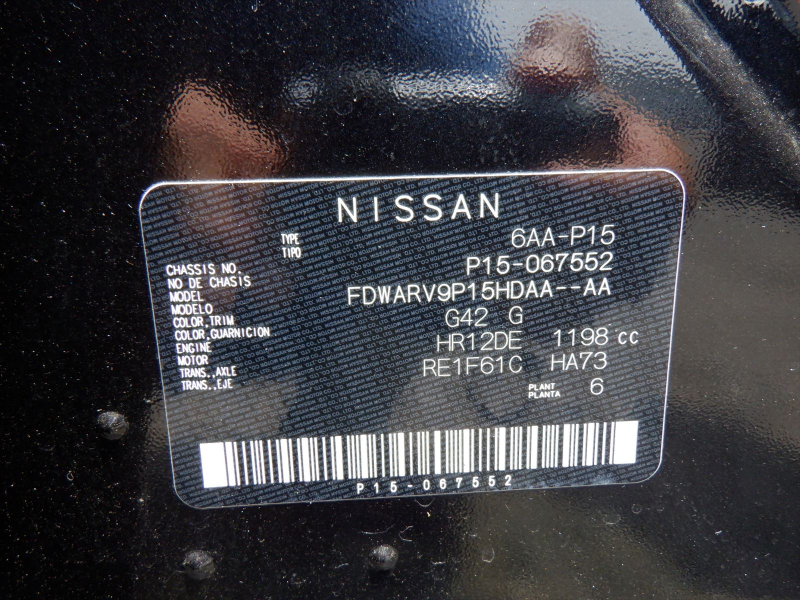 NISSAN
TYPE
TIPO 6AA-P15
CHASSIS NO.
NO DE CHASIS P15-067552
MODEL
MODELO FDWARV9P15HDAA--AA
COLOR,TRIM
COLOR,GUARNICION G42 G
ENGINE
MOTOR HR12DE 1198 cc
TRANS.,AXLE
TRANS.,EJE RE1F61C HA73
PLANT
PLANTA 6
P15-067552